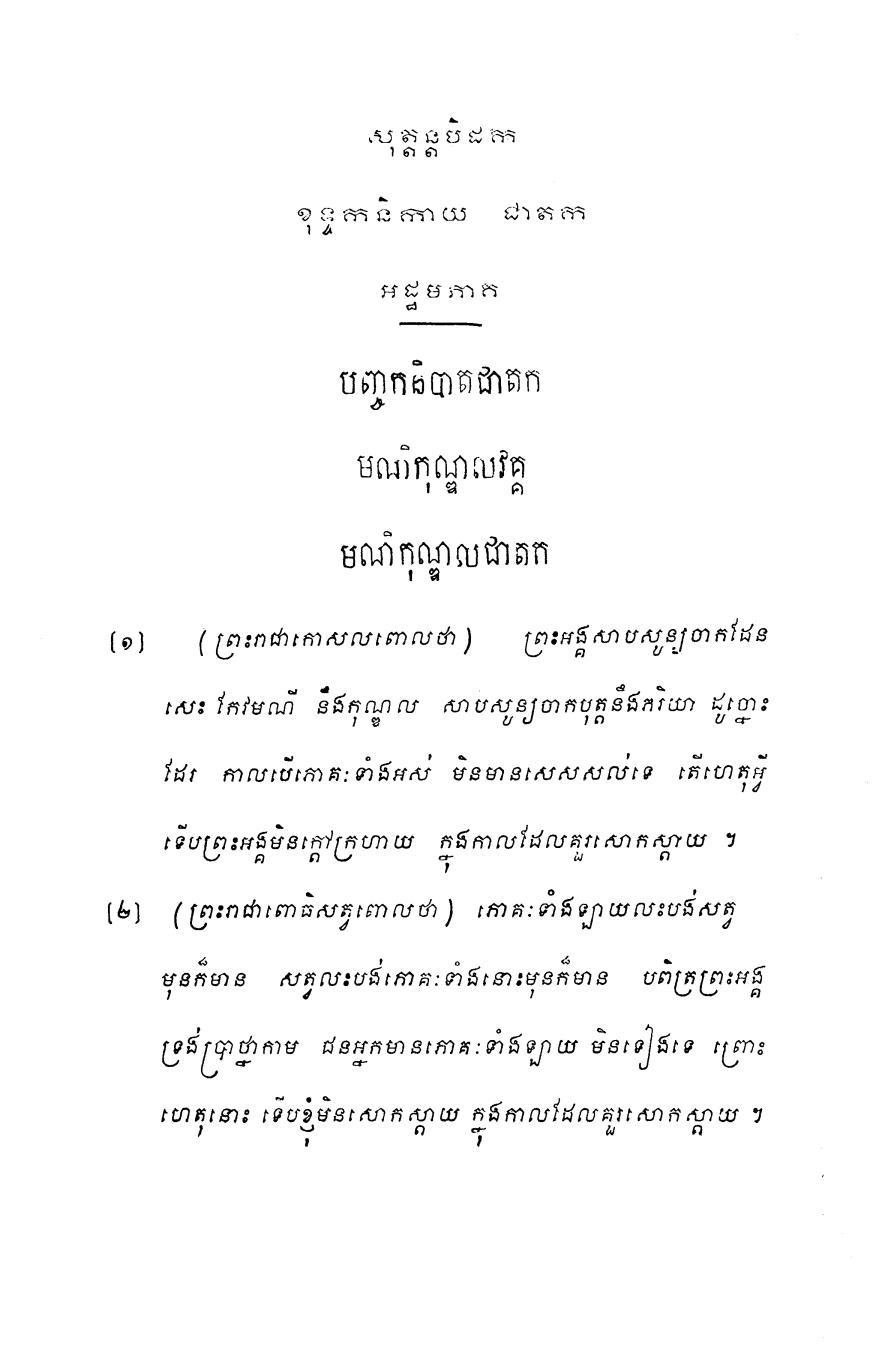 សុត្តន្តបិដក
ខុទ្ទកនិកាយ ជាតក
អដ្ឋមភាគ
បញ្ចកនិបាតជាតក
មណិកុណ្ឌលវគ្គ
មណិកុណ្ឌលជាតក
[១] (ព្រះរាជាកោសលពោលថា) ព្រះអង្គសាបសូន្យចាកដែន
សេះ កែវមណី នឹងកុណ្ឌល សាបសូន្យចាកបុត្តនឹងភរិយា ដូច្នោះ
ដែរ កាលបើភោគៈទាំងអស់ មិនមានសេសសល់ទេ តើហេតុអ្វី
ទើបព្រះអង្គមិនក្តៅក្រហាយ ក្នុងកាលដែលគួរសោកស្តាយ ។
[២] (ព្រះរាជាពោធិសត្វពោលថា) ភោគៈទាំងឡាយលះបង់សត្វ
មុនក៏មាន សត្វលះបង់ភោគៈទាំងនោះមុនក៏មាន បពិត្រព្រះអង្គ
ទ្រង់ប្រាថ្នាកាម ជនអ្នកមានភោគៈទាំងឡាយ មិនទៀងទេ ព្រោះ
ហេតុនោះ ទើបខ្ញុំមិនសោកស្តាយ ក្នុងកាលដែលគួរសោកស្តាយ ។